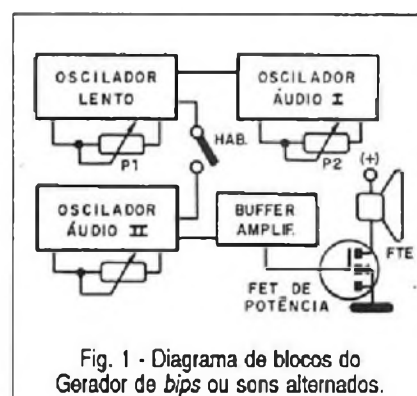 OSCILADOR
LENTO
OSCILADOR
ÁUDIO I
P1
HAB.
P2
(+)
OSCILADOR
ÁUDIO II
BUFFER
AMPLIF.
FTE
FET DE
POTÊNCIA
Fig. 1 - Diagrama de blocos do
Gerador de bips ou sons alternados.